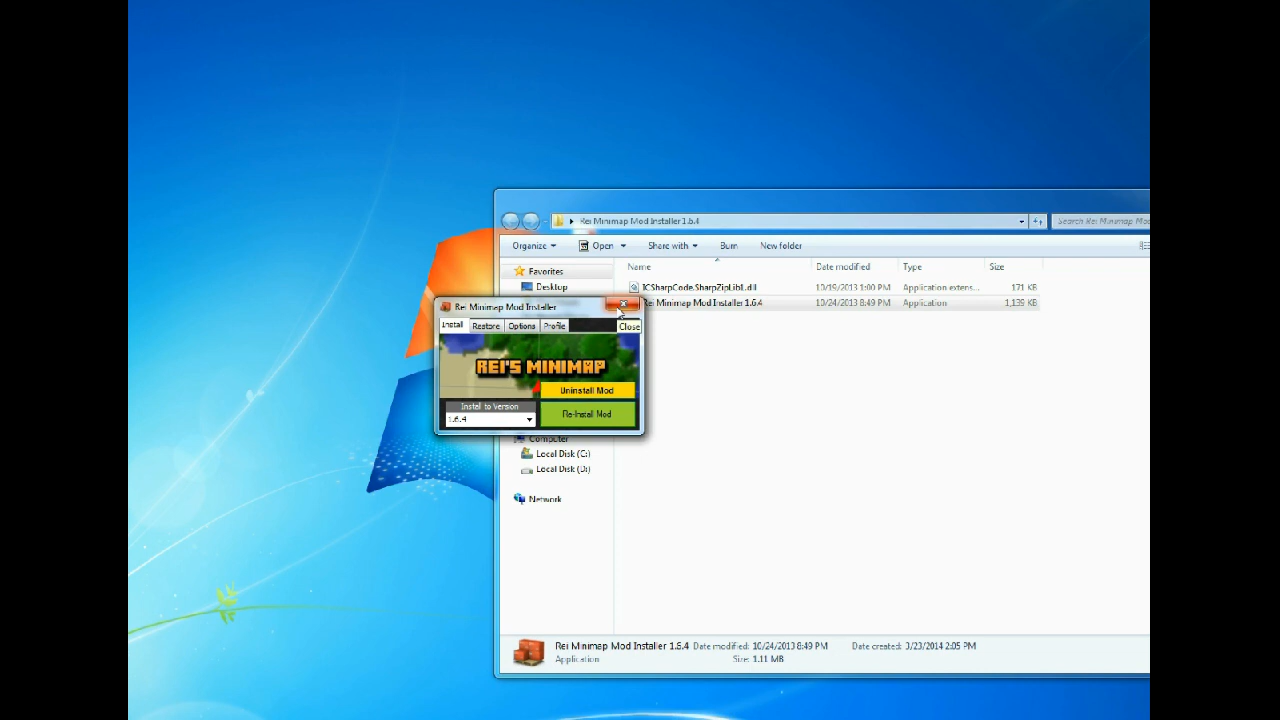 Rei Minimap Mod Installer 1.6.4
Search Rei Minimap Mod
Organize
Open
Share with
Burn
New folder
Name
Date modified
Type
Size
Favorites
Desktop
ICSharpCode.SharpZipLib1.dll
10/19/2013 1:00 PM
Application extens...
171 KB
Rei Minimap Mod Installer 1.6.4
10/24/2013 8:49 PM
Application
1,139 KB
Rei Minimap Mod Installer
Close
Install
Restore
Options
Profile
REI'S MINIMAP
Uninstall Mod
Install to Version
1.6.4
Re-Install Mod
Computer
Local Disk (C:)
Local Disk (D:)
Network
Rei Minimap Mod Installer 1.6.4
Date modified: 10/24/2013 8:49 PM
Date created: 3/23/2014 2:05 PM
Application
Size: 1.11 MB